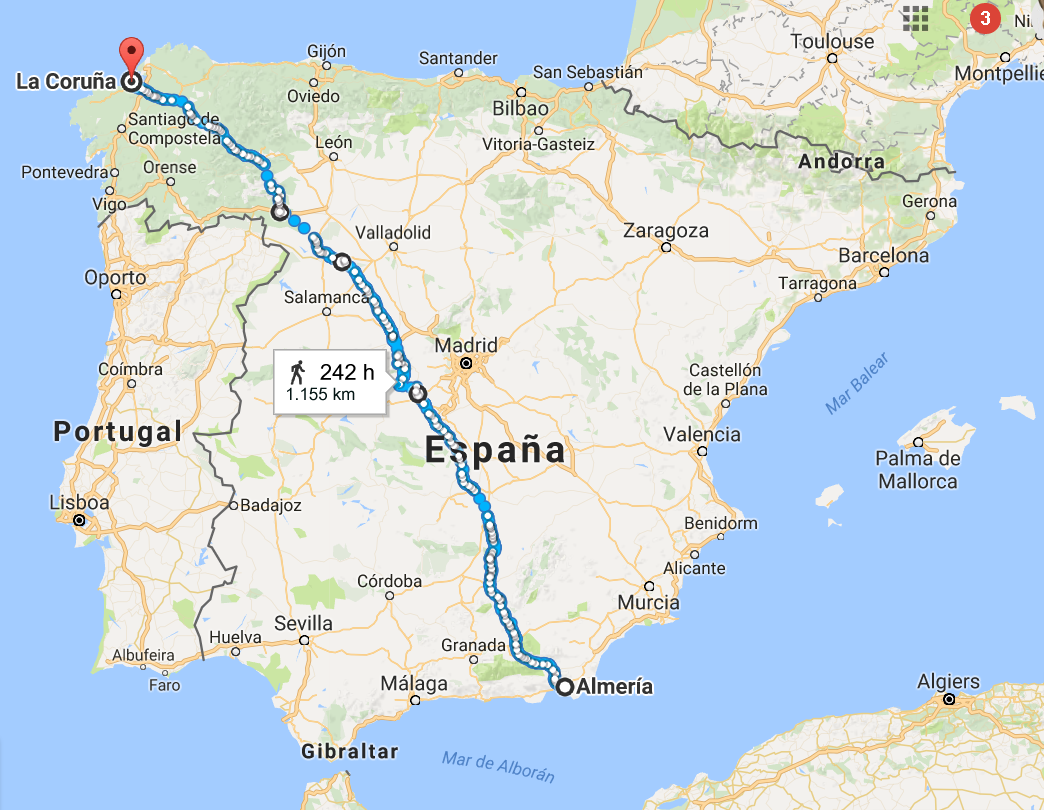 3
Ni
Toulouse
Montpellie
Gijón
Santander
San Sebastián
La Coruña
Oviedo
Bilbao
Santiago de
Compostela
León
Vitoria-Gasteiz
Andorra
Pontevedra
Orense
Vigo
Gerona
Valladolid
Zaragoza
Barcelona
Oporto
Salamanca
Tarragona
Madrid
242 h
1.155 km
Coímbra
Castellón
de la Plana
Mar Balear
Portugal
España
Valencia
Palma de
Mallorca
Lisboa
Badajoz
Benidorm
Alicante
Córdoba
Murcia
Huelva
Sevilla
Granada
Albufeira
Faro
Málaga
Almería
Algiers
Gibraltar
Mar de Alborán